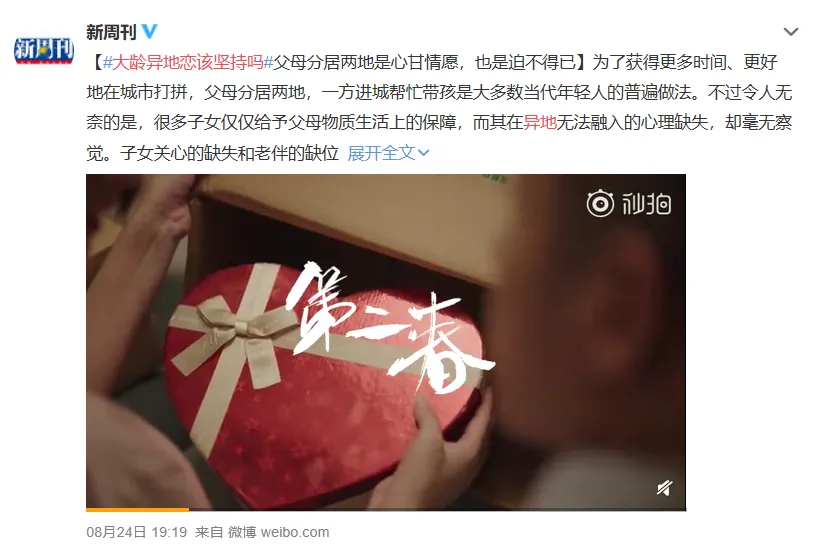 新周刊
新周刊
【#大龄异地恋该坚持吗#父母分居两地是心甘情愿，也是迫不得已】为了获得更多时间、更好
地在城市打拼，父母分居两地，一方进城帮忙带孩是大多数当代年轻人的普遍做法。不过令人无
奈的是，很多子女仅仅给予父母物质生活上的保障，而其在异地无法融入的心理缺失，却毫无察
觉。子女关心的缺失和老伴的缺位 展开全文
秒拍
第二春
08月24日 19:19 来自 微博 weibo.com